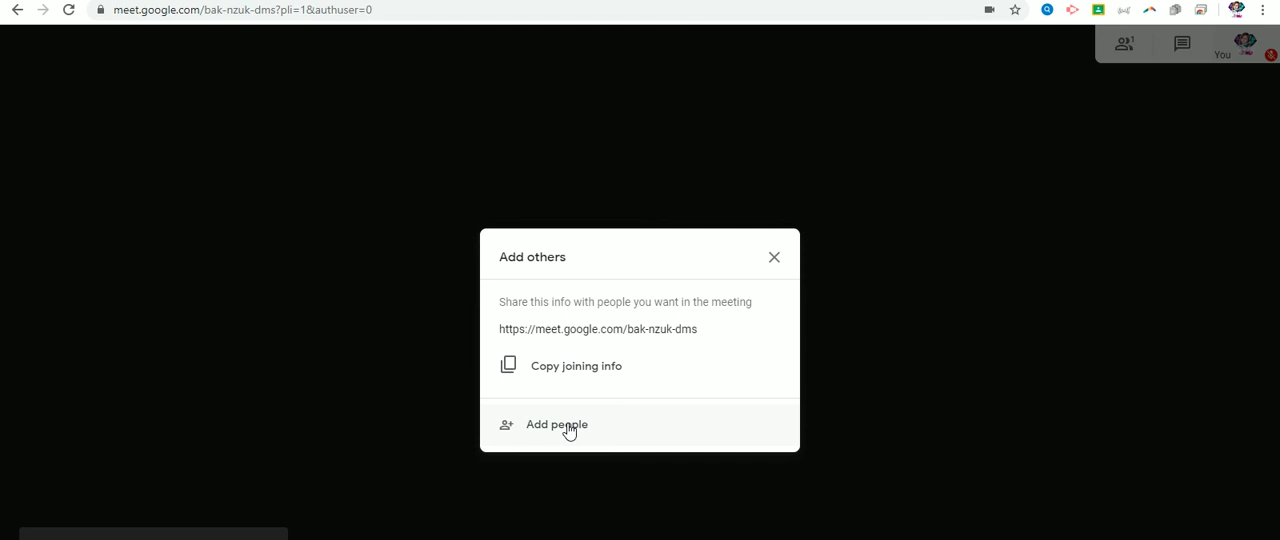 meet.google.com/bak-nzuk-dms?pli=1&authuser=0
1
You
Add others
Share this info with people you want in the meeting
https://meet.google.com/bak-nzuk-dms
Copy joining info
Add people